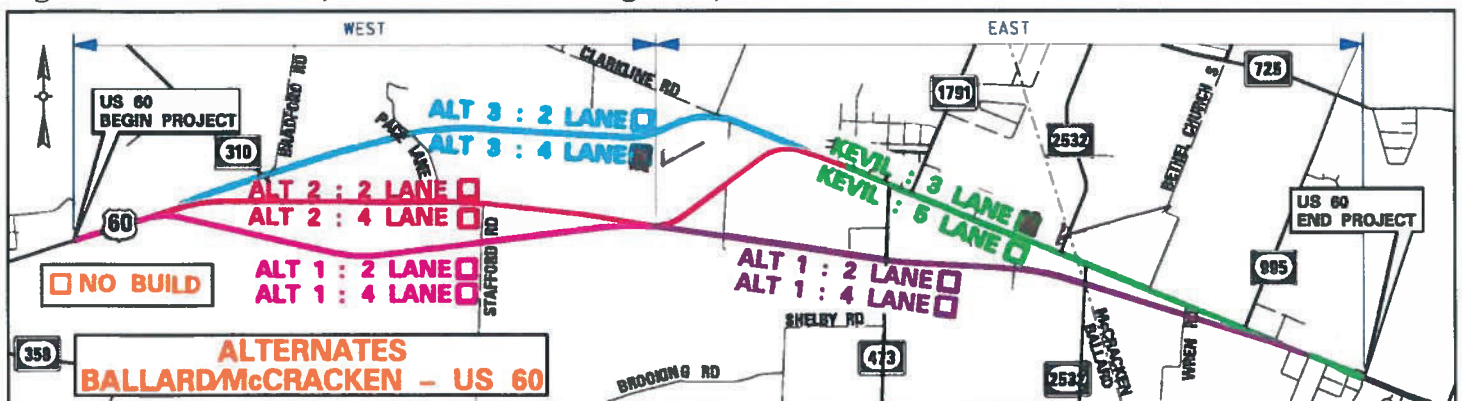 WEST
EAST
US 60
BEGIN PROJECT
BRADFORD RD
310
PACE LANE
CLARKLINE RD
1791
2532
BETHEL CHURCH S
725
ALT 3 : 2 LANE
ALT 3 : 4 LANE
KEVIL : 3 LANE
KEVIL : 5 LANE
ALT 2 : 2 LANE
ALT 2 : 4 LANE
60
US 60
END PROJECT
NO BUILD
ALT 1 : 2 LANE
ALT 1 : 4 LANE
STAFFORD RD
ALT 1 : 2 LANE
ALT 1 : 4 LANE
995
SHELBY RD
McCRACKEN
BALLARD
WREN RD
358
ALTERNATES
BALLARD/McCRACKEN - US 60
BROOKING RD
473
2532